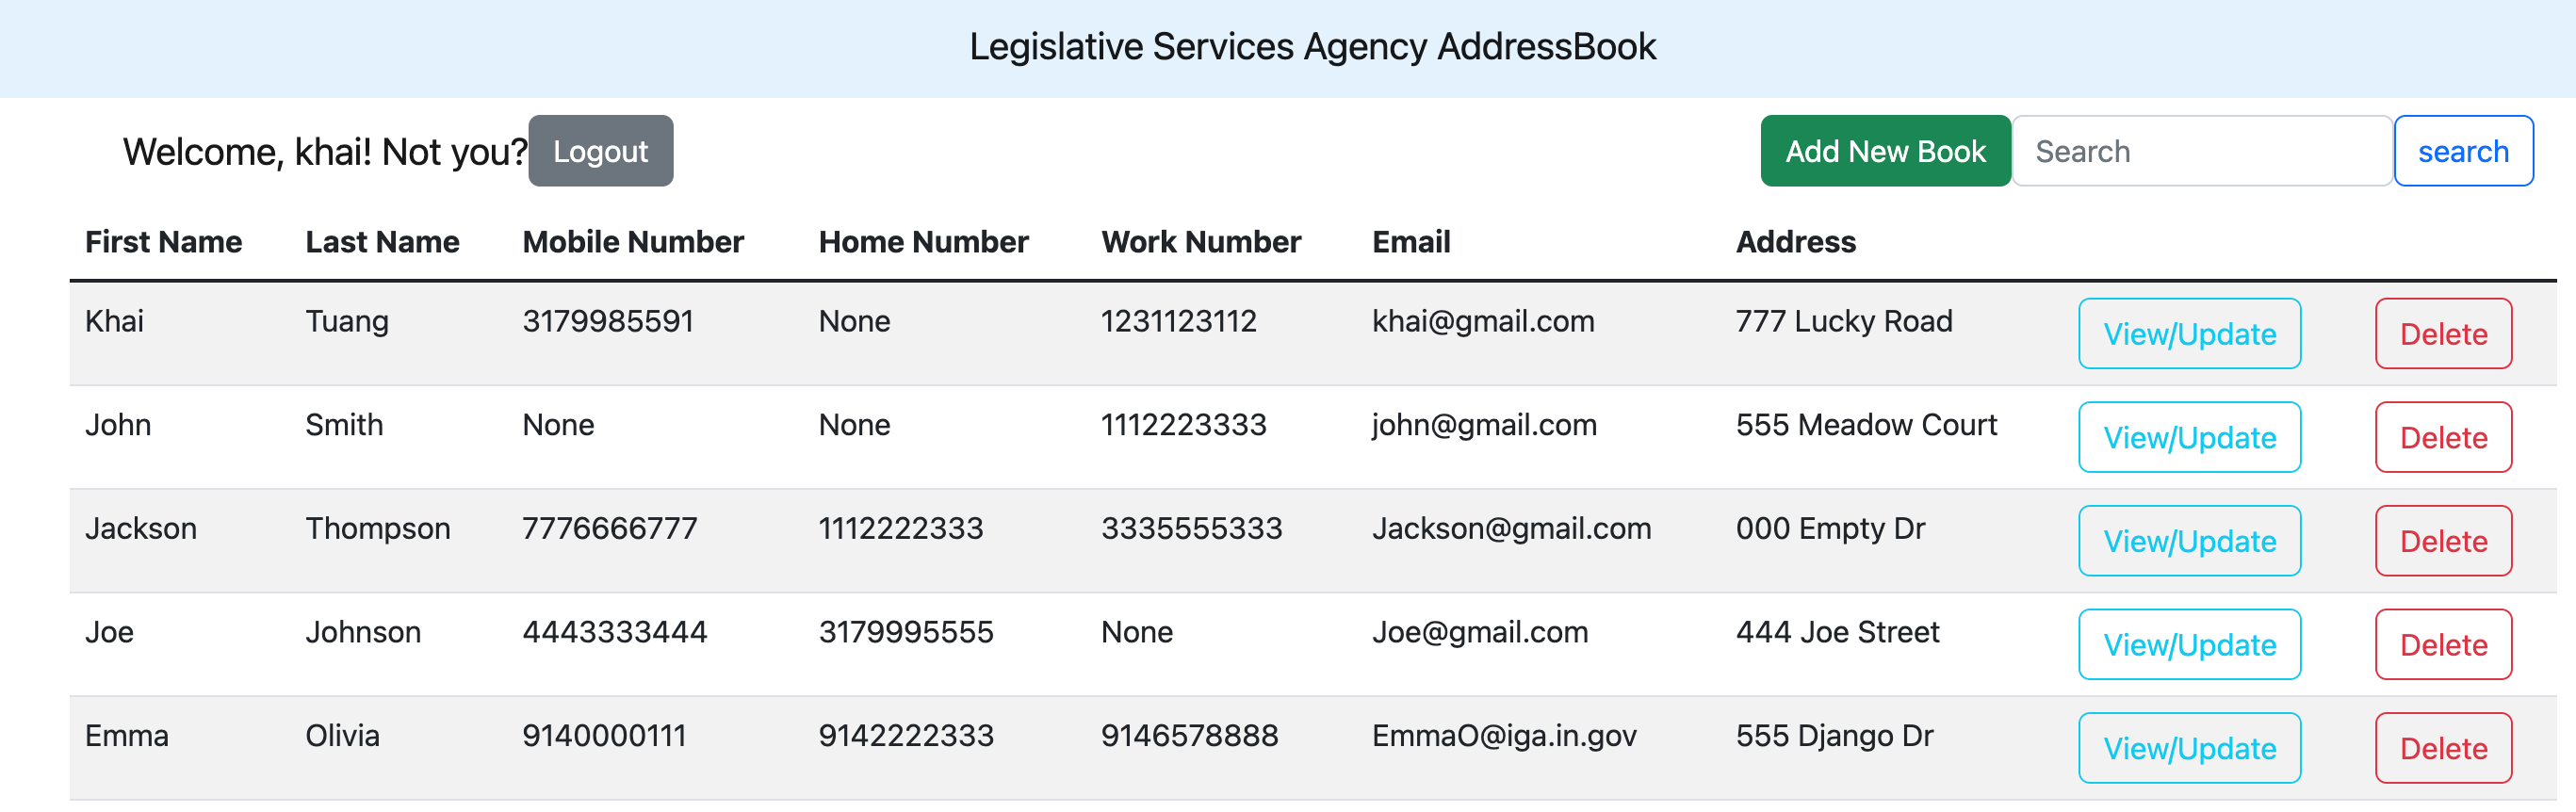 Legislative Services Agency AddressBook
Welcome, khai! Not you? Logout Add New Book Search search
First Name Last Name Mobile Number Home Number Work Number Email Address
Khai Tuang 3179985591 None 1231123112 khai@gmail.com 777 Lucky Road View/Update Delete
John Smith None None 1112223333 john@gmail.com 555 Meadow Court View/Update Delete
Jackson Thompson 7776666777 1112222333 3335555333 Jackson@gmail.com 000 Empty Dr View/Update Delete
Joe Johnson 4443333444 3179995555 None Joe@gmail.com 444 Joe Street View/Update Delete
Emma Olivia 9140000111 9142222333 9146578888 EmmaO@iga.in.gov 555 Django Dr View/Update Delete